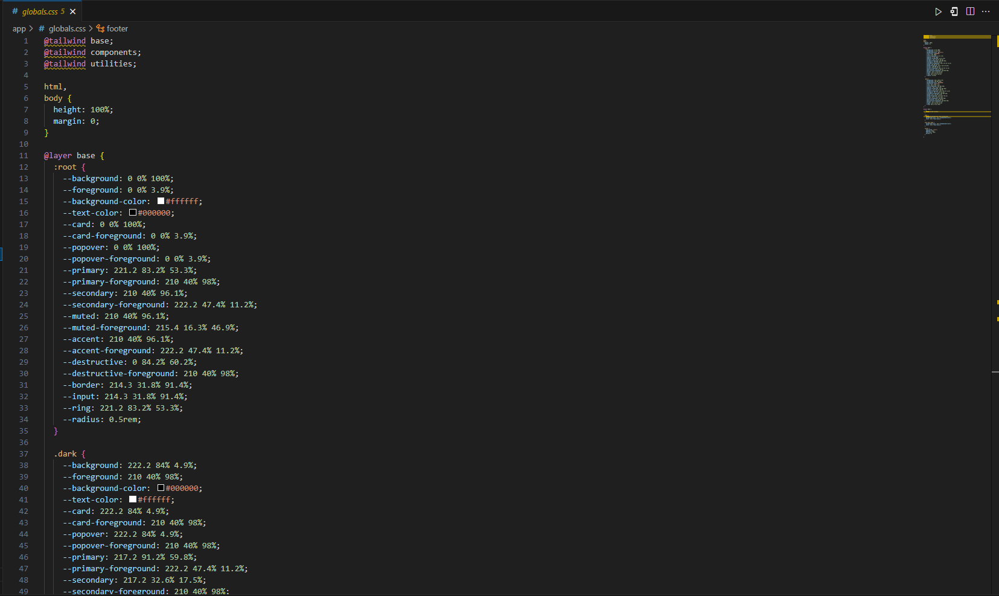 # globals.css 5
app > # globals.css > footer
1 @tailwind base;
2 @tailwind components;
3 @tailwind utilities;
4
5 html,
6 body {
7 height: 100%;
8 margin: 0;
9 }
10
11 @layer base {
12 :root {
13 --background: 0 0% 100%;
14 --foreground: 0 0% 3.9%;
15 --background-color: #ffffff;
16 --text-color: #000000;
17 --card: 0 0% 100%;
18 --card-foreground: 0 0% 3.9%;
19 --popover: 0 0% 100%;
20 --popover-foreground: 0 0% 3.9%;
21 --primary: 221.2 83.2% 53.3%;
22 --primary-foreground: 210 40% 98%;
23 --secondary: 210 40% 96.1%;
24 --secondary-foreground: 222.2 47.4% 11.2%;
25 --muted: 210 40% 96.1%;
26 --muted-foreground: 215.4 16.3% 46.9%;
27 --accent: 210 40% 96.1%;
28 --accent-foreground: 222.2 47.4% 11.2%;
29 --destructive: 0 84.2% 60.2%;
30 --destructive-foreground: 210 40% 98%;
31 --border: 214.3 31.8% 91.4%;
32 --input: 214.3 31.8% 91.4%;
33 --ring: 221.2 83.2% 53.3%;
34 --radius: 0.5rem;
35 }
36
37 .dark {
38 --background: 222.2 84% 4.9%;
39 --foreground: 210 40% 98%;
40 --background-color: #000000;
41 --text-color: #ffffff;
42 --card: 222.2 84% 4.9%;
43 --card-foreground: 210 40% 98%;
44 --popover: 222.2 84% 4.9%;
45 --popover-foreground: 210 40% 98%;
46 --primary: 217.2 91.2% 59.8%;
47 --primary-foreground: 222.2 47.4% 11.2%;
48 --secondary: 217.2 32.6% 17.5%;
49 --secondary-foreground: 210 40% 98%;